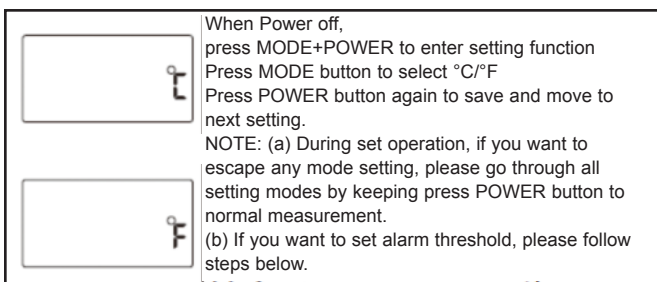 When Power off,
press MODE+POWER to enter setting function
°C
Press MODE button to select °C/°F
Press POWER button again to save and move to
next setting.
NOTE: (a) During set operation, if you want to
escape any mode setting, please go through all
setting modes by keeping press POWER button to
normal measurement.
°F
(b) If you want to set alarm threshold, please follow
steps below.